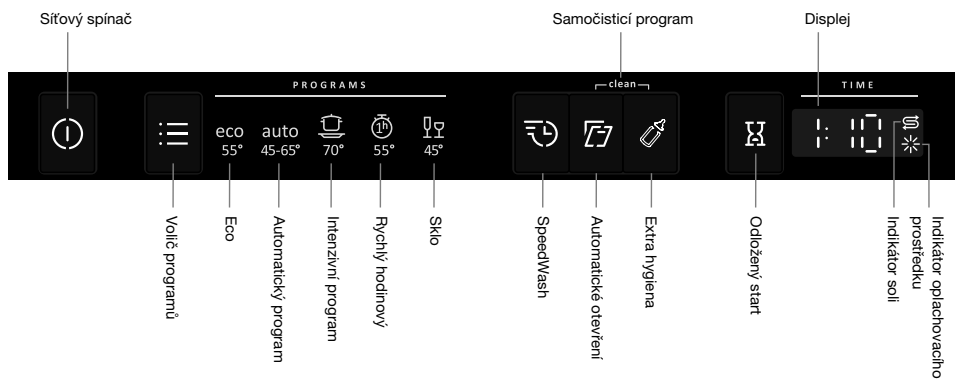 Síťový spínač
Samočisticí program
Displej
PROGRAMS
clean
TIME
eco
auto
1h
55°
45-65°
70°
55°
45°
1:10
Volič programů
Eco
Automatický program
Intenzivní program
Rychlý hodinový
Sklo
SpeedWash
Automatické otevření
Extra hygiena
Odložený start
Indikátor soli
Indikátor oplachovacího
prostředku